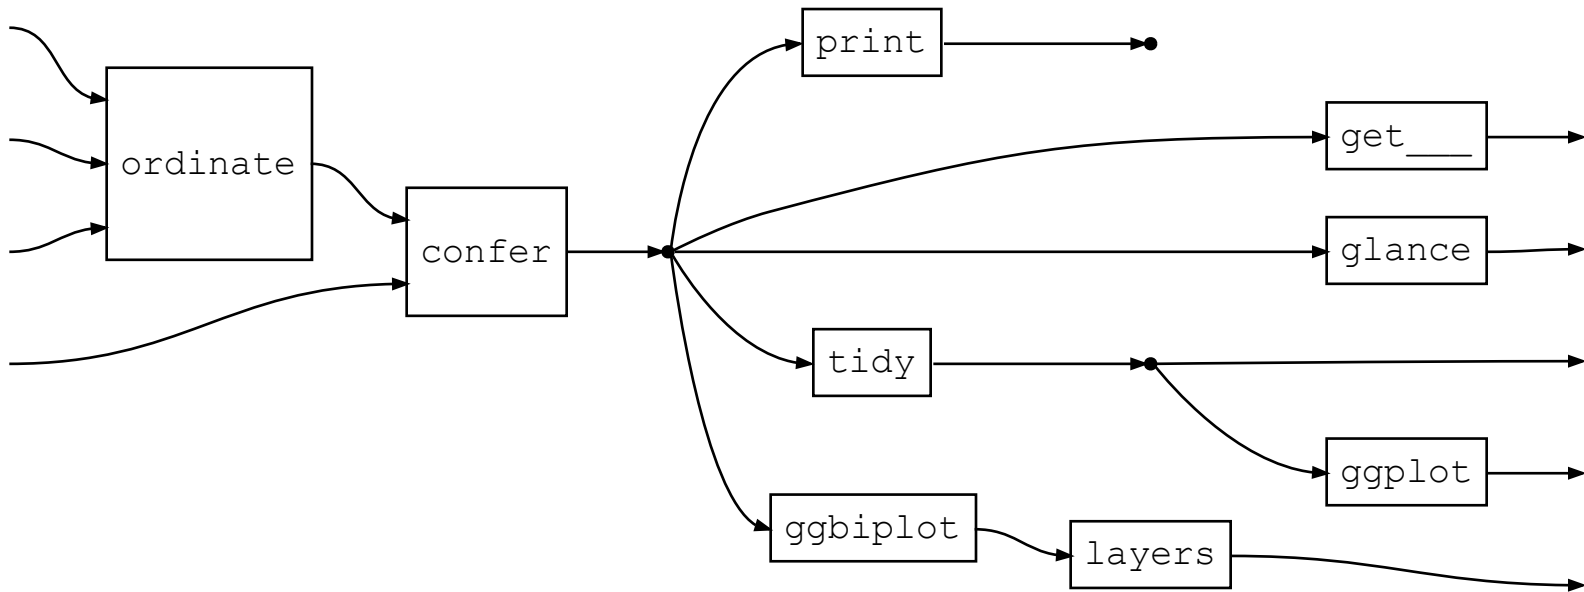 print
get___
ordinate
confer
glance
tidy
ggplot
ggbiplot
layers